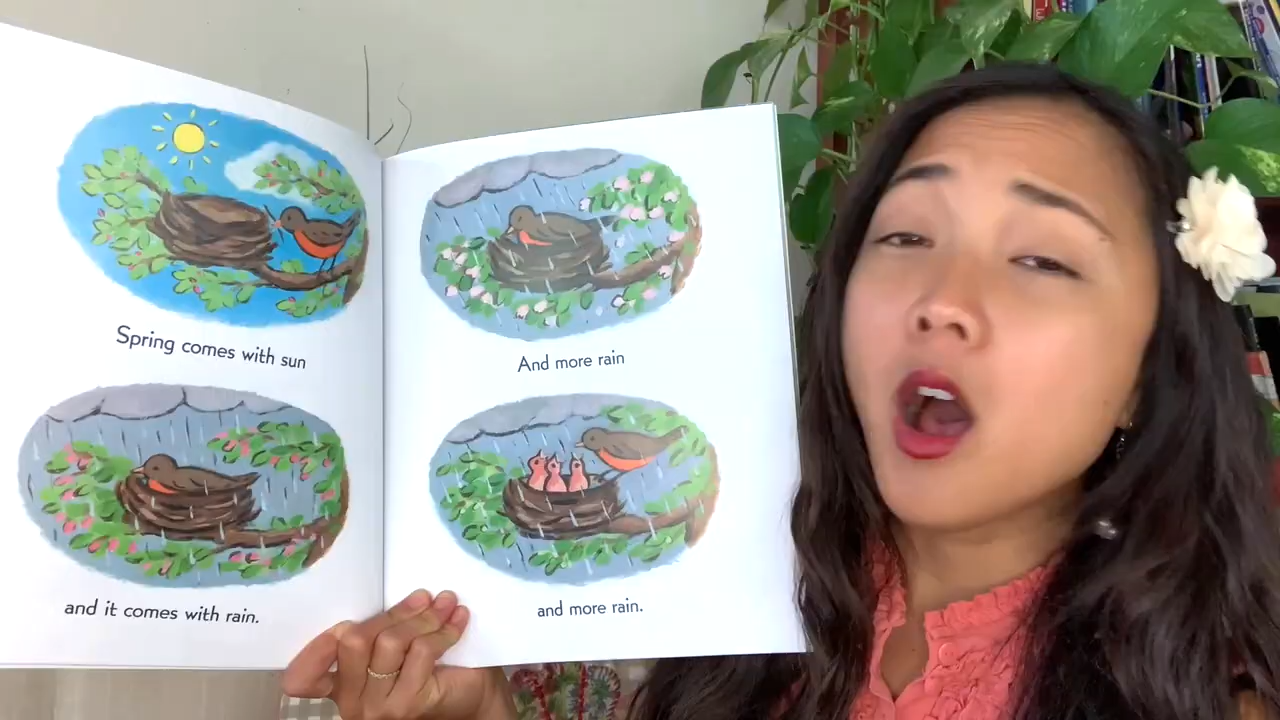 Spring comes with sun
and it comes with rain.
And more rain
and more rain.